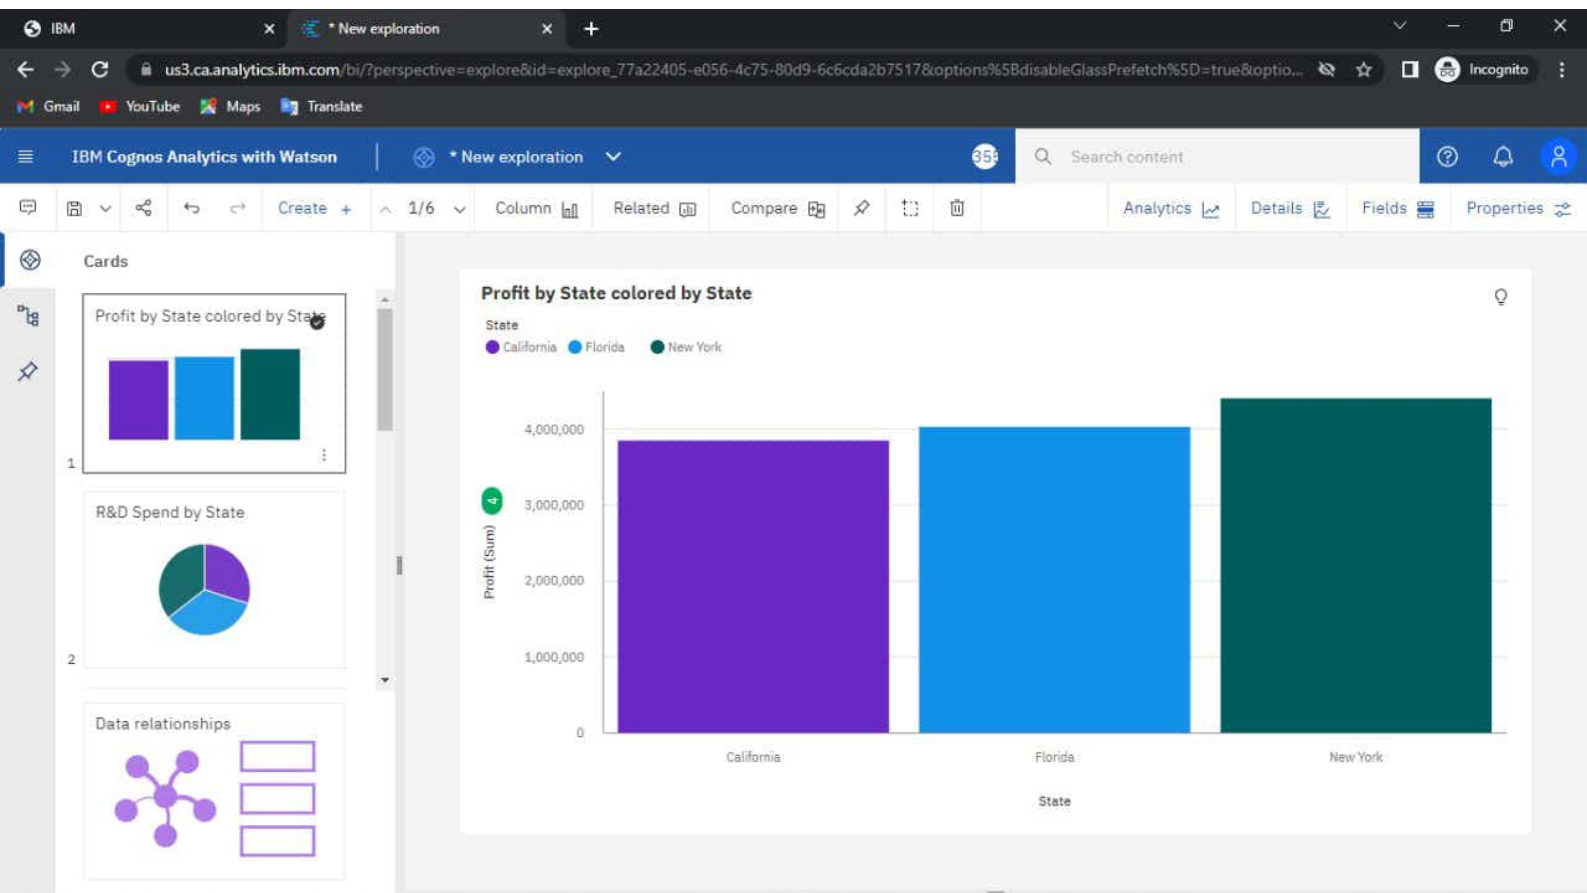 IBM
* New exploration
us3.ca.analytics.ibm.com/bi/?perspective=explore&id=explore_77a22405-e056-4c75-80d9-6c6cda2b7517&options%5BdisableGlassPrefetch%5D=true&optio...
Incognito
Gmail YouTube Maps Translate
IBM Cognos Analytics with Watson
* New exploration
Search content
Create + 1/6 Column Related Compare Analytics Details Fields Properties
Cards
Profit by State colored by State
1
R&D Spend by State
2
Data relationships
Profit by State colored by State
State
California Florida New York
4,000,000
3,000,000
2,000,000
1,000,000
0
Profit (Sum)
4
California Florida New York
State